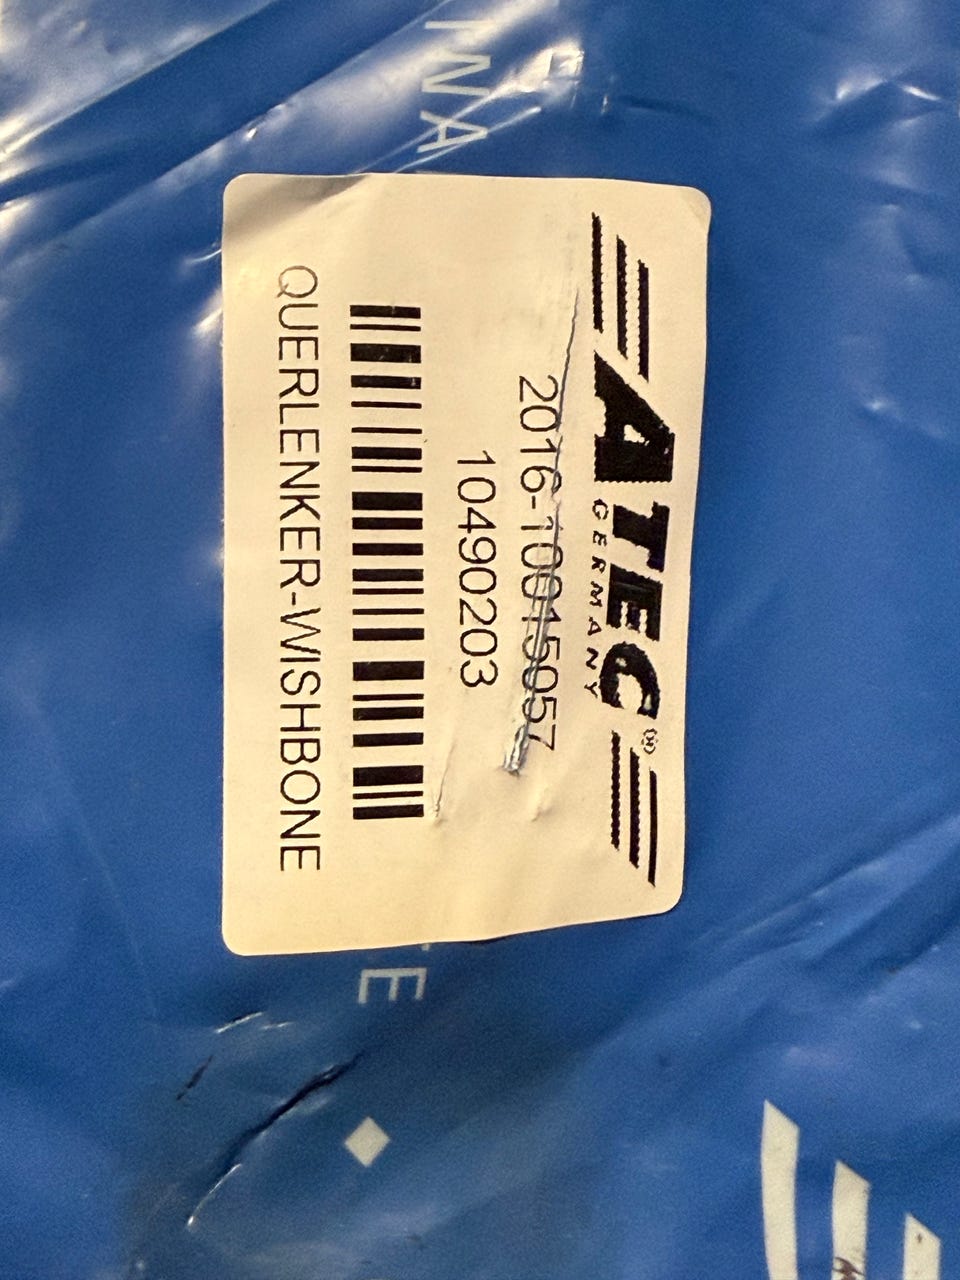 ATEC®
GERMANY
2016-10015057
10490203
QUERLENKER-WISHBONE